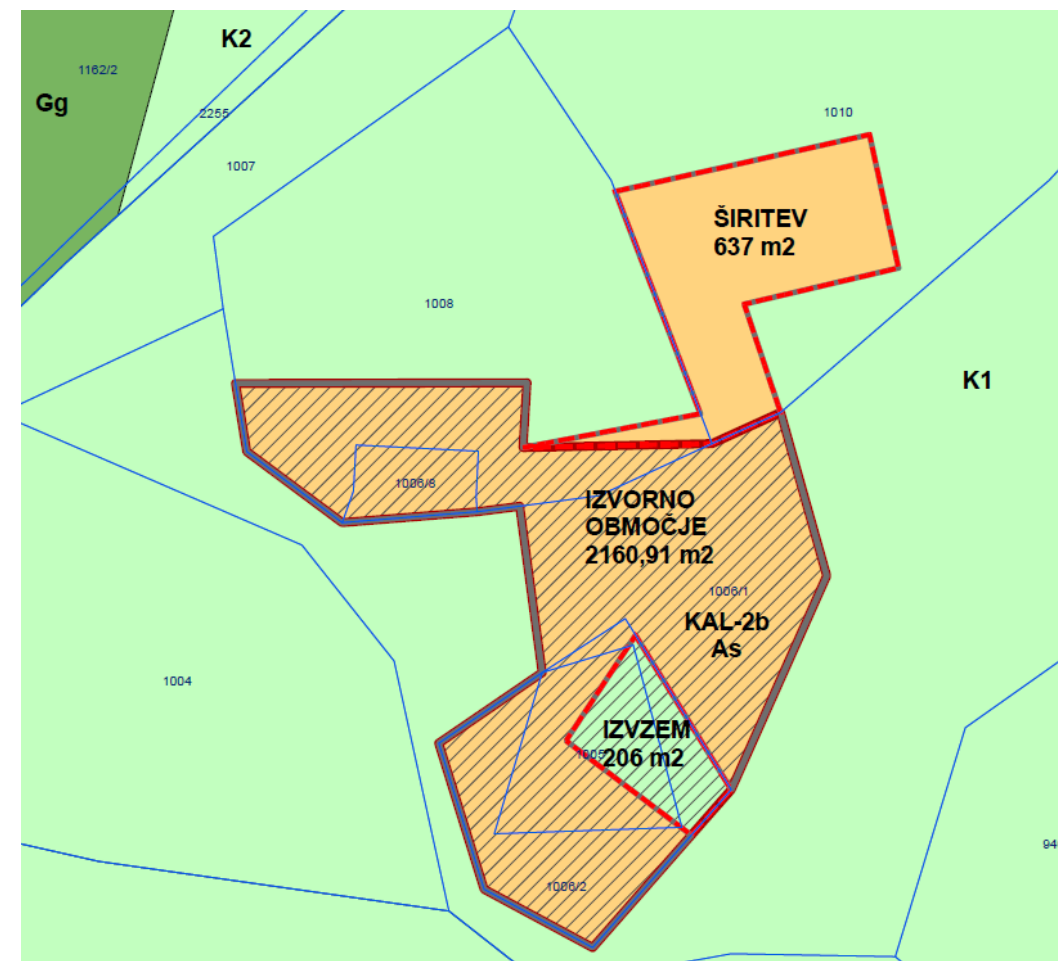 K2
1162/2
Gg
2255
1010
1007
ŠIRITEV
637 m2
1008
K1
1006/8
IZVORNO
OBMOČJE
2160,91 m2
1006/1
KAL-2b
As
1004
IZVZEM
1005
206 m2
94
1006/2